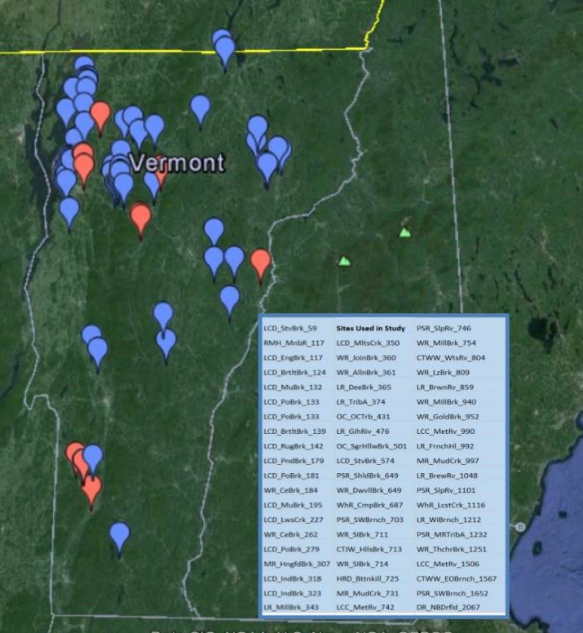 Vermont
LCD_StvBrk_59 Sites Used in Study PSR_SlpRv_746
RMH_MnbR_117 LCD_MltsCrk_350 WR_MillBrk_754
LCD_EngBrk_117 WR_JoinBrk_360 CTWW_WtsRv_804
LCD_BrtltBrk_124 WR_AllnBrk_361 WR_LzBrk_809
LCD_MuBrk_132 LR_DeeBrk_365 LR_BrwnRv_859
LCD_PoBrk_133 LR_TribA_374 WR_MillBrk_940
LCD_PoBrk_133 OC_OCTrb_431 WR_GoldBrk_952
LCD_BrtltBrk_139 LR_GihRiv_476 LCC_MetRv_990
LCD_RugBrk_142 OC_SgrHllwBrk_501 LR_FrnchHl_992
LCD_PndBrk_179 LCD_StvBrk_574 MR_MudCrk_997
LCD_PoBrk_181 PSR_ShldBrk_649 LR_BrewRv_1048
WR_CeBrk_184 WR_DwvllBrk_649 PSR_SlpRv_1101
LCD_MuBrk_195 WhR_CmpBrk_687 WhR_LcstCrk_1116
LCD_LwsCrk_227 PSR_SWBrnch_703 LR_WlBrnch_1212
WR_CeBrk_262 WR_SlBrk_711 PSR_MRTribA_1232
LCD_PoBrk_279 CTJW_HllsBrk_713 WR_ThchrBrk_1251
MR_HngfdBrk_307 WR_SlBrk_714 LCC_MetRv_1506
LCD_IndBrk_318 HRD_Bttnkill_725 CTWW_EOBrnch_1567
LCD_IndBrk_323 MR_MudCrk_731 PSR_SWBrnch_1652
LR_MillBrk_343 LCC_MetRv_742 DR_NBDrfld_2067